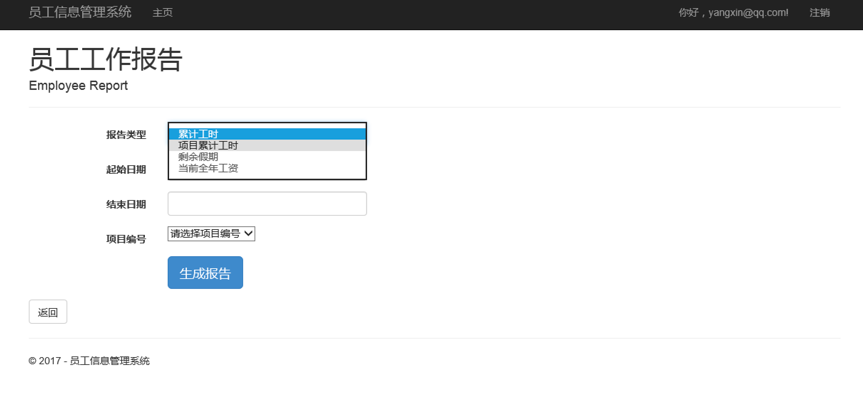 员工信息管理系统 主页 你好，yangxin@qq.com! 注销
员工工作报告
Employee Report
报告类型
累计工时
项目累计工时
剩余假期
当前全年工资
起始日期
结束日期
项目编号 请选择项目编号
生成报告
返回
© 2017 - 员工信息管理系统